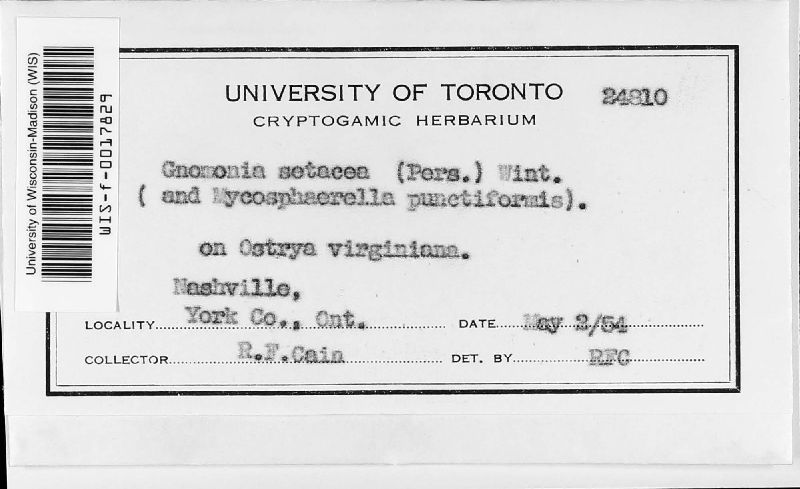 University of Wisconsin-Madison (WIS)
WIS-f-0017829
UNIVERSITY OF TORONTO 24810
CRYPTOGAMIC HERBARIUM
Gnomonia setacea (Pers.) Wint.
( and Mycosphaerella punctiformis).
on Ostrya virginiana.
Nashville,
LOCALITY York Co., Ont. DATE May 2/54
COLLECTOR R.F.Cain DET. BY RFC